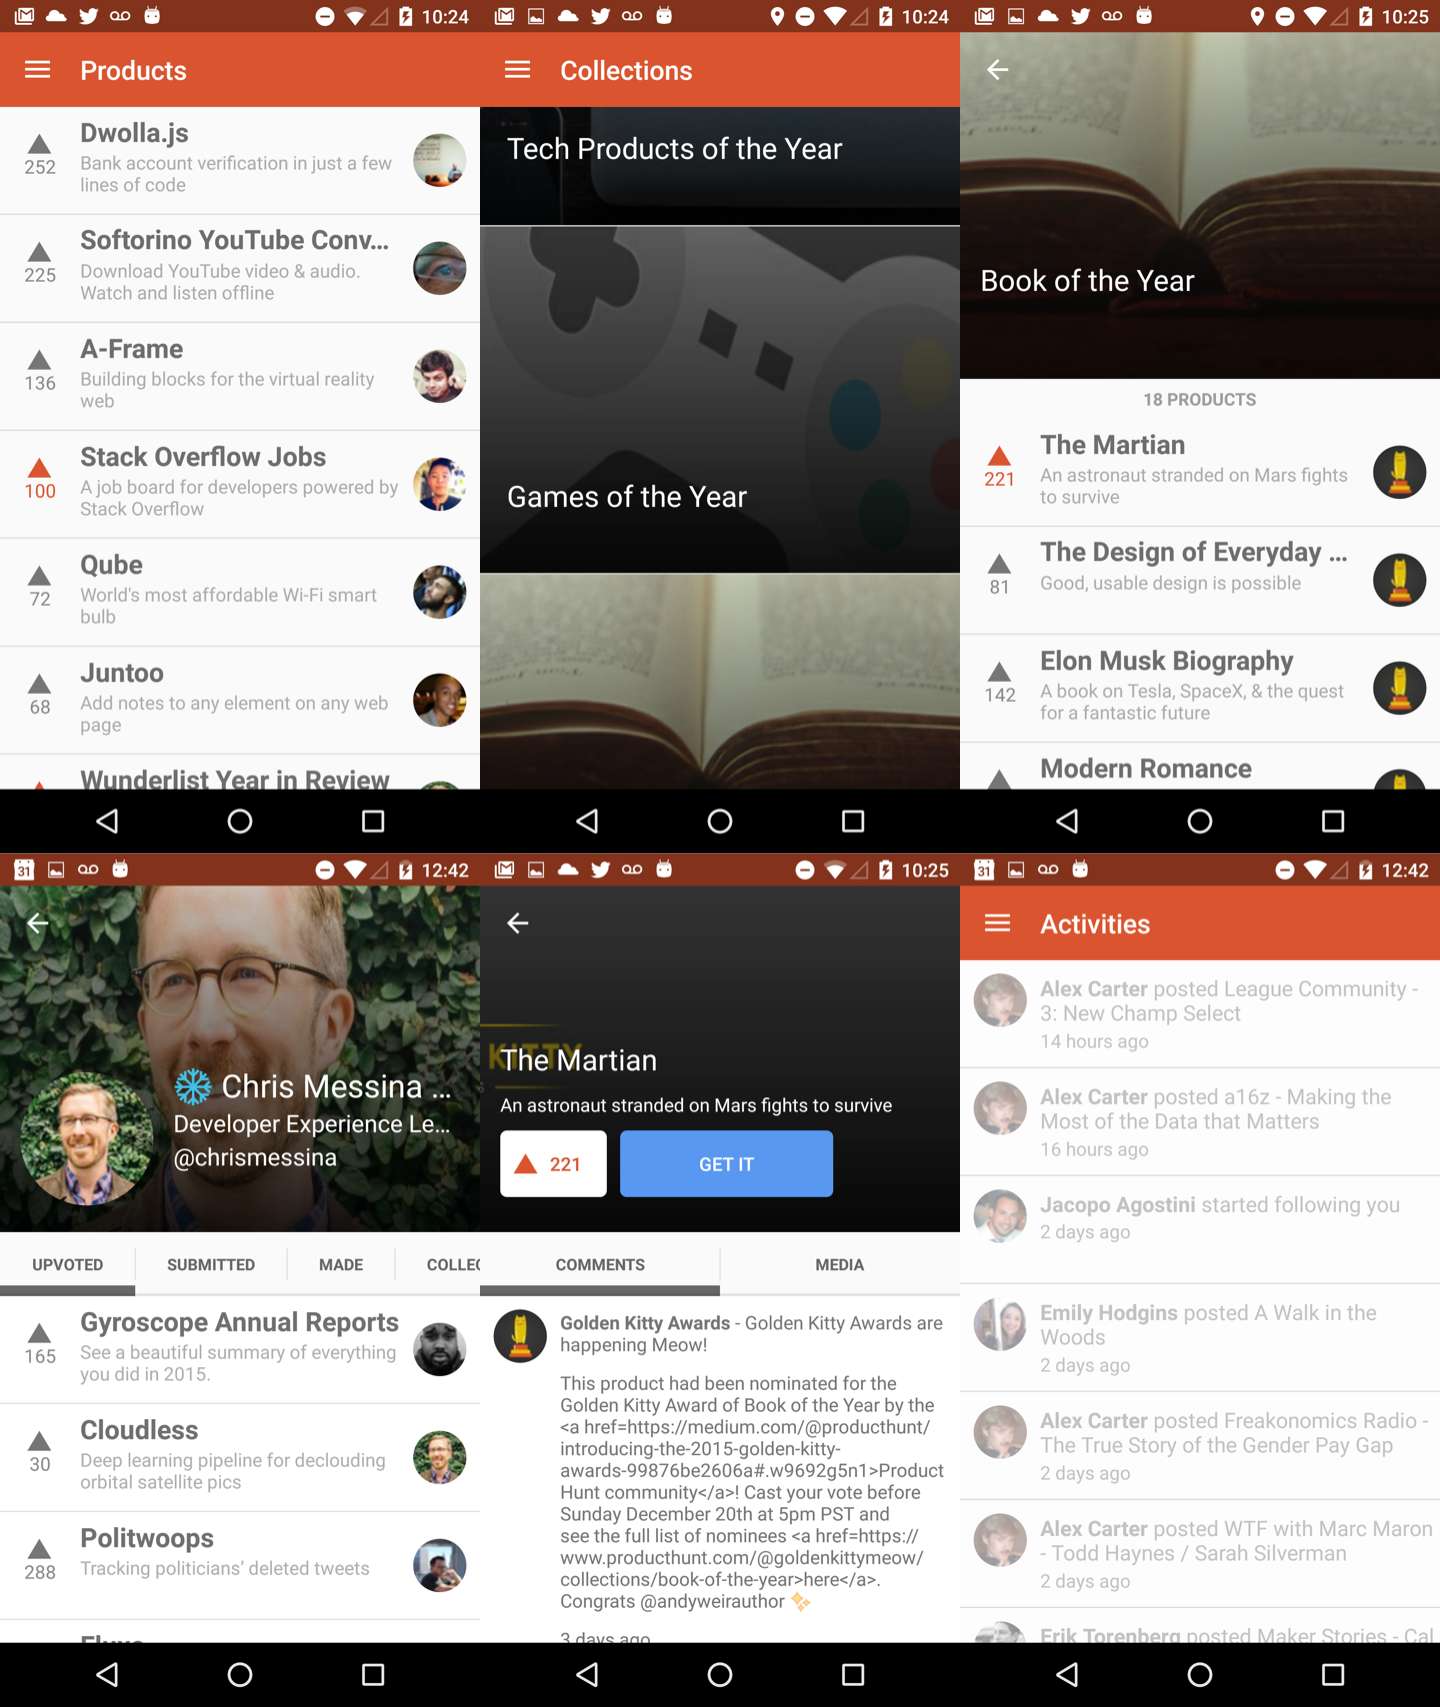 10:24
Products
Dwolla.js
252
Bank account verification in just a few
lines of code
Softorino YouTube Conv...
225
Download YouTube video & audio.
Watch and listen offline
A-Frame
136
Building blocks for the virtual reality
web
Stack Overflow Jobs
100
A job board for developers powered by
Stack Overflow
Qube
72
World's most affordable Wi-Fi smart
bulb
Juntoo
68
Add notes to any element on any web
page
Wunderlist Year in Review
10:24
Collections
Tech Products of the Year
Games of the Year
10:25
Book of the Year
18 PRODUCTS
The Martian
221
An astronaut stranded on Mars fights
to survive
The Design of Everyday ...
81
Good, usable design is possible
Elon Musk Biography
142
A book on Tesla, SpaceX, & the quest
for a fantastic future
Modern Romance
31
12:42
Chris Messina ...
Developer Experience Le...
@chrismessina
UPVOTED SUBMITTED MADE COLLEC
Gyroscope Annual Reports
165
See a beautiful summary of everything
you did in 2015.
Cloudless
30
Deep learning pipeline for declouding
orbital satellite pics
Politwoops
288
Tracking politicians’ deleted tweets
10:25
KITTY
The Martian
An astronaut stranded on Mars fights to survive
221 GET IT
COMMENTS MEDIA
Golden Kitty Awards - Golden Kitty Awards are
happening Meow!
This product had been nominated for the
Golden Kitty Award of Book of the Year by the
<a href=https://medium.com/@producthunt/
introducing-the-2015-golden-kitty-
awards-99876be2606a#.w9692g5n1>Product
Hunt community</a>! Cast your vote before
Sunday December 20th at 5pm PST and
see the full list of nominees <a href=https://
www.producthunt.com/@goldenkittymeow/
collections/book-of-the-year>here</a>.
Congrats @andyweirauthor ✨
3 days ago
31
12:42
Activities
Alex Carter posted League Community -
3: New Champ Select
14 hours ago
Alex Carter posted a16z - Making the
Most of the Data that Matters
16 hours ago
Jacopo Agostini started following you
2 days ago
Emily Hodgins posted A Walk in the
Woods
2 days ago
Alex Carter posted Freakonomics Radio -
The True Story of the Gender Pay Gap
2 days ago
Alex Carter posted WTF with Marc Maron
- Todd Haynes / Sarah Silverman
2 days ago
Erik Torenberg posted Maker Stories - Cal